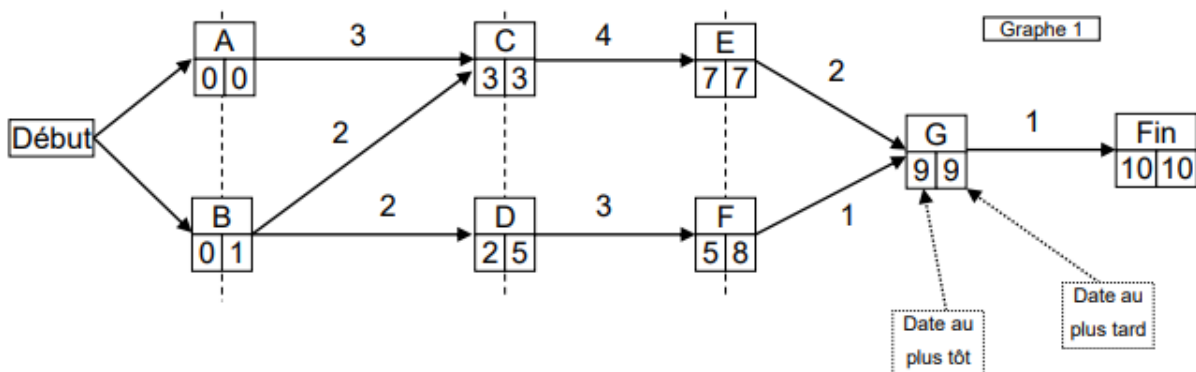 Graphe 1
A 3 C 4 E
0 0 3 3 7 7
2
Début
2
G 1 Fin
9 9 10 10
B 2 D 3 F
0 1 2 5 5 8
1
Date au
plus tard
Date au
plus tôt